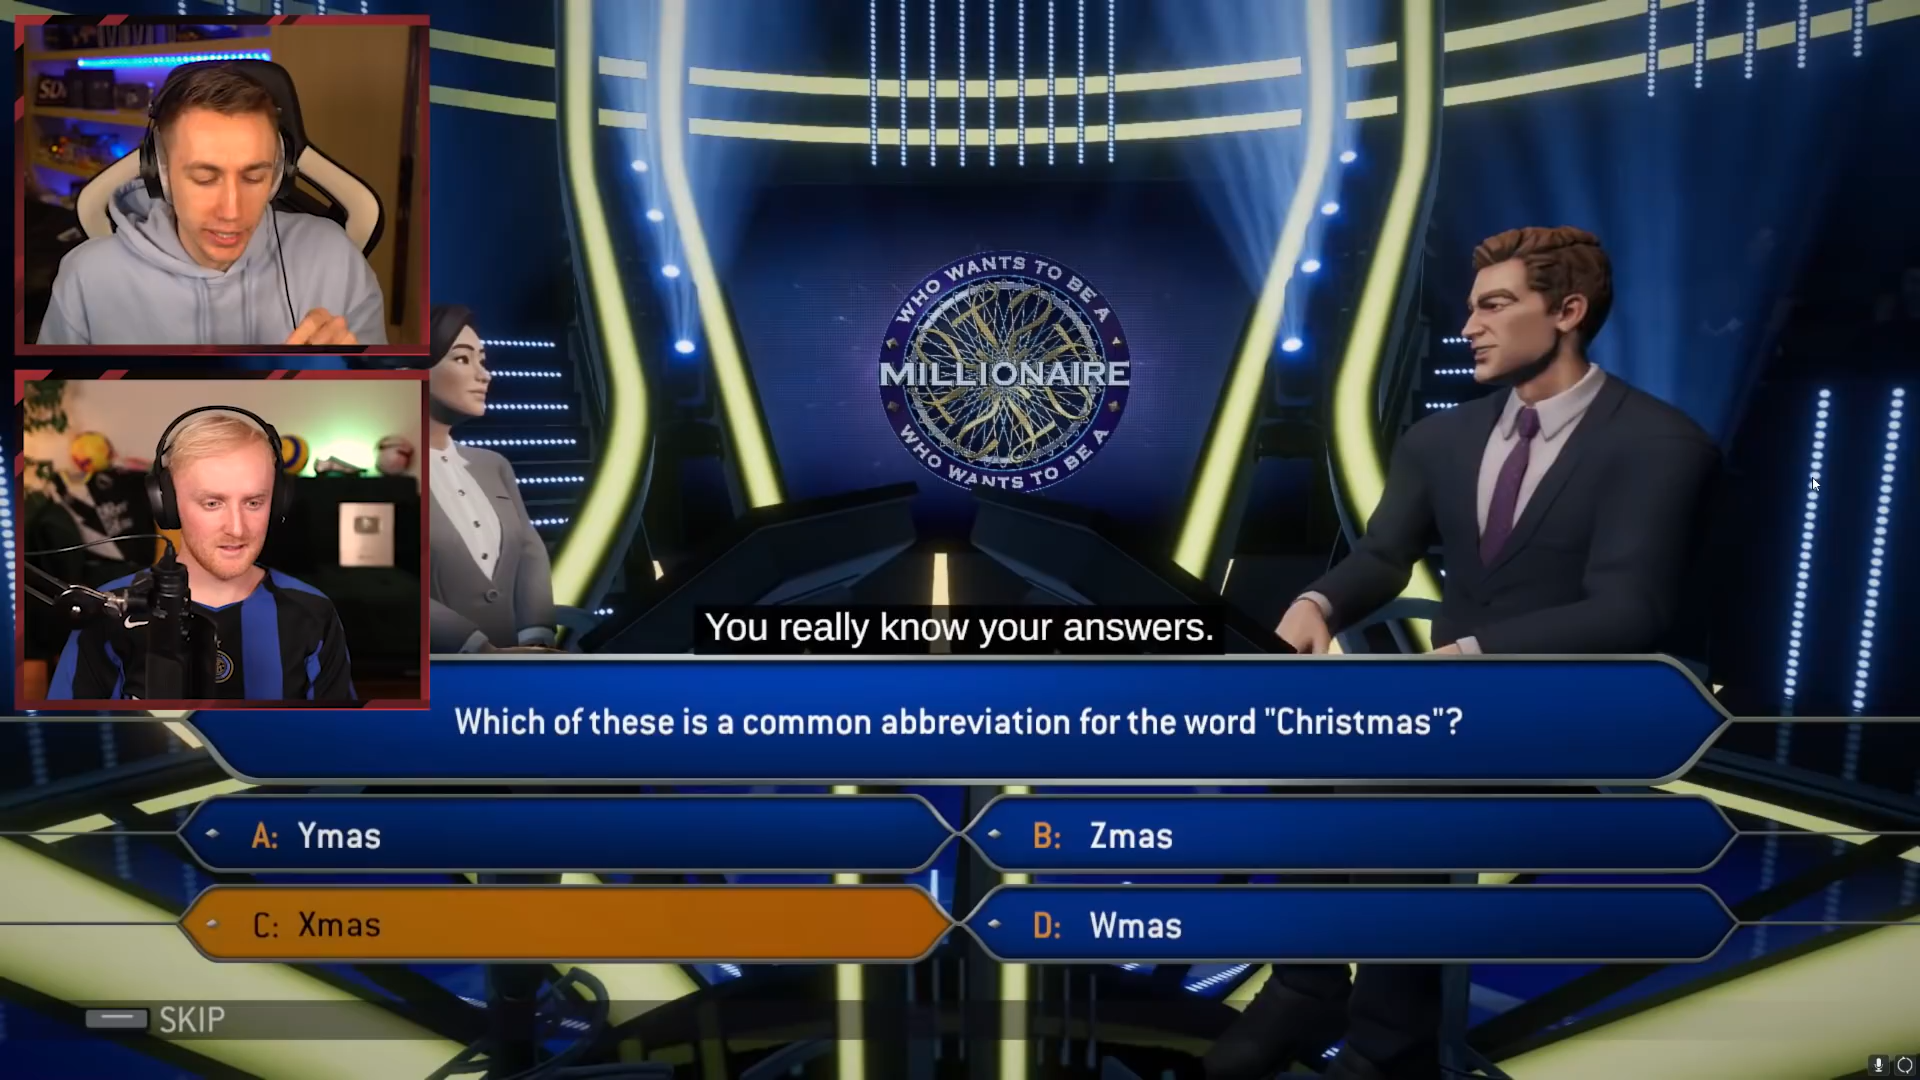 SD
WHO WANTS TO BE A
MILLIONAIRE
WHO WANTS TO BE A
You really know your answers.
Which of these is a common abbreviation for the word "Christmas"?
A: Ymas
B: Zmas
C: Xmas
D: Wmas
SKIP